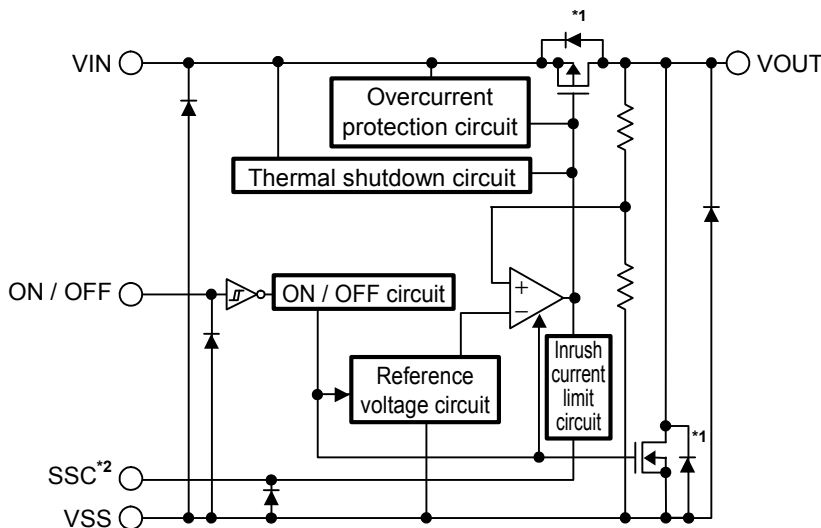 *1
VIN
VOUT
Overcurrent
protection circuit
Thermal shutdown circuit
ON / OFF
ON / OFF circuit
+
−
Reference
voltage circuit
Inrush
current
limit
circuit
*1
SSC*2
VSS